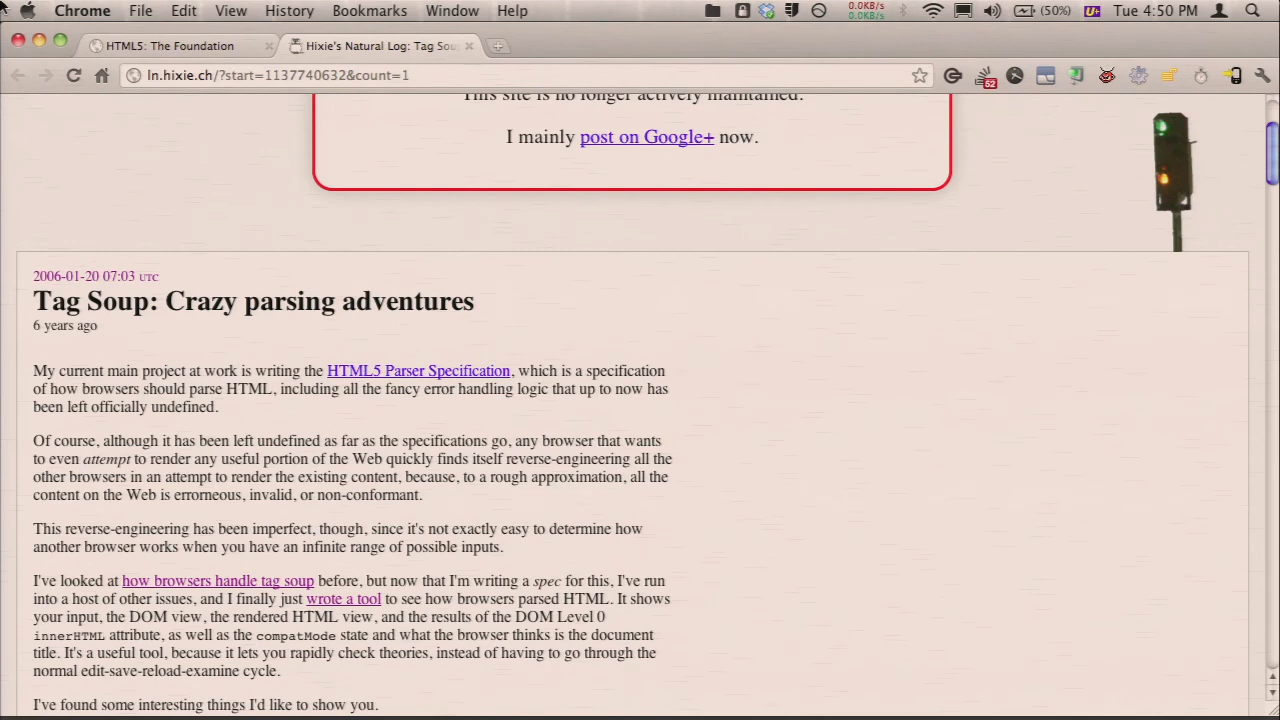 Chrome File Edit View History Bookmarks Window Help
0.0KB/s
0.0KB/s
(50%)
Tue 4:50 PM
HTML5: The Foundation
Hixie's Natural Log: Tag Sou
ln.hixie.ch/?start=1137740632&count=1
52
This site is no longer actively maintained.
I mainly post on Google+ now.
2006-01-20 07:03 UTC
Tag Soup: Crazy parsing adventures
6 years ago
My current main project at work is writing the HTML5 Parser Specification, which is a specification
of how browsers should parse HTML, including all the fancy error handling logic that up to now has
been left officially undefined.
Of course, although it has been left undefined as far as the specifications go, any browser that wants
to even attempt to render any useful portion of the Web quickly finds itself reverse-engineering all the
other browsers in an attempt to render the existing content, because, to a rough approximation, all the
content on the Web is errorneous, invalid, or non-conformant.
This reverse-engineering has been imperfect, though, since it's not exactly easy to determine how
another browser works when you have an infinite range of possible inputs.
I've looked at how browsers handle tag soup before, but now that I'm writing a spec for this, I've run
into a host of other issues, and I finally just wrote a tool to see how browsers parsed HTML. It shows
your input, the DOM view, the rendered HTML view, and the results of the DOM Level 0
innerHTML attribute, as well as the compatMode state and what the browser thinks is the document
title. It's a useful tool, because it lets you rapidly check theories, instead of having to go through the
normal edit-save-reload-examine cycle.
I've found some interesting things I'd like to show you.